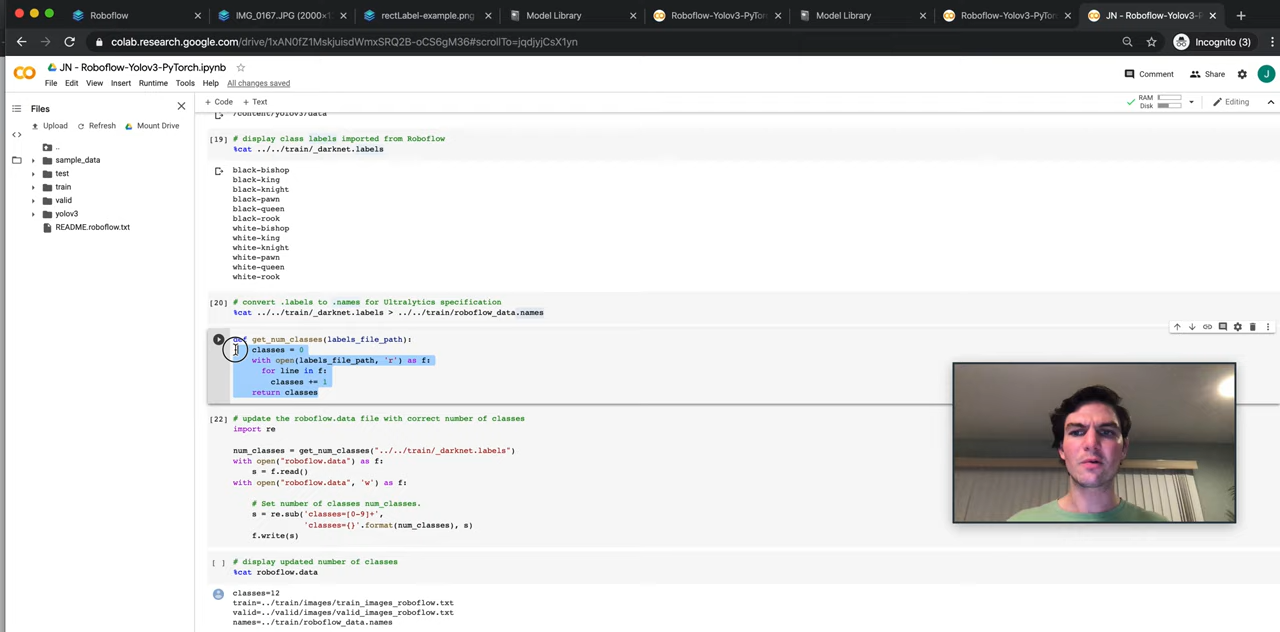 Roboflow
IMG_0167.JPG (2000×1
rectLabel-example.png
Model Library
Roboflow-Yolov3-PyTo
Model Library
Roboflow-Yolov3-PyTo
JN - Roboflow-Yolov3-P
colab.research.google.com/drive/1xAN0fZ1MskjuisdWmxSRQ2B-oCS6gM36#scrollTo=jqdjyjCsX1yn
Incognito (3)
JN - Roboflow-Yolov3-PyTorch.ipynb
File Edit View Insert Runtime Tools Help All changes saved
Comment
Share
J
Files
+ Code + Text
RAM
Disk
Editing
Upload Refresh Mount Drive
..
sample_data
test
train
valid
yolov3
README.roboflow.txt
/content/yolov3/data
[19] # display class labels imported from Roboflow
%cat ../../train/_darknet.labels
black-bishop
black-king
black-knight
black-pawn
black-queen
black-rook
white-bishop
white-king
white-knight
white-pawn
white-queen
white-rook
[20] # convert .labels to .names for Ultralytics specification
%cat ../../train/_darknet.labels > ../../train/roboflow_data.names
def get_num_classes(labels_file_path):
classes = 0
with open(labels_file_path, 'r') as f:
for line in f:
classes += 1
return classes
[22] # update the roboflow.data file with correct number of classes
import re
num_classes = get_num_classes("../../train/_darknet.labels")
with open("roboflow.data") as f:
s = f.read()
with open("roboflow.data", 'w') as f:
# Set number of classes num_classes.
s = re.sub('classes=[0-9]+',
'classes={}'.format(num_classes), s)
f.write(s)
[ ] # display updated number of classes
%cat roboflow.data
classes=12
train=../train/images/train_images_roboflow.txt
valid=../valid/images/valid_images_roboflow.txt
names=../train/roboflow_data.names